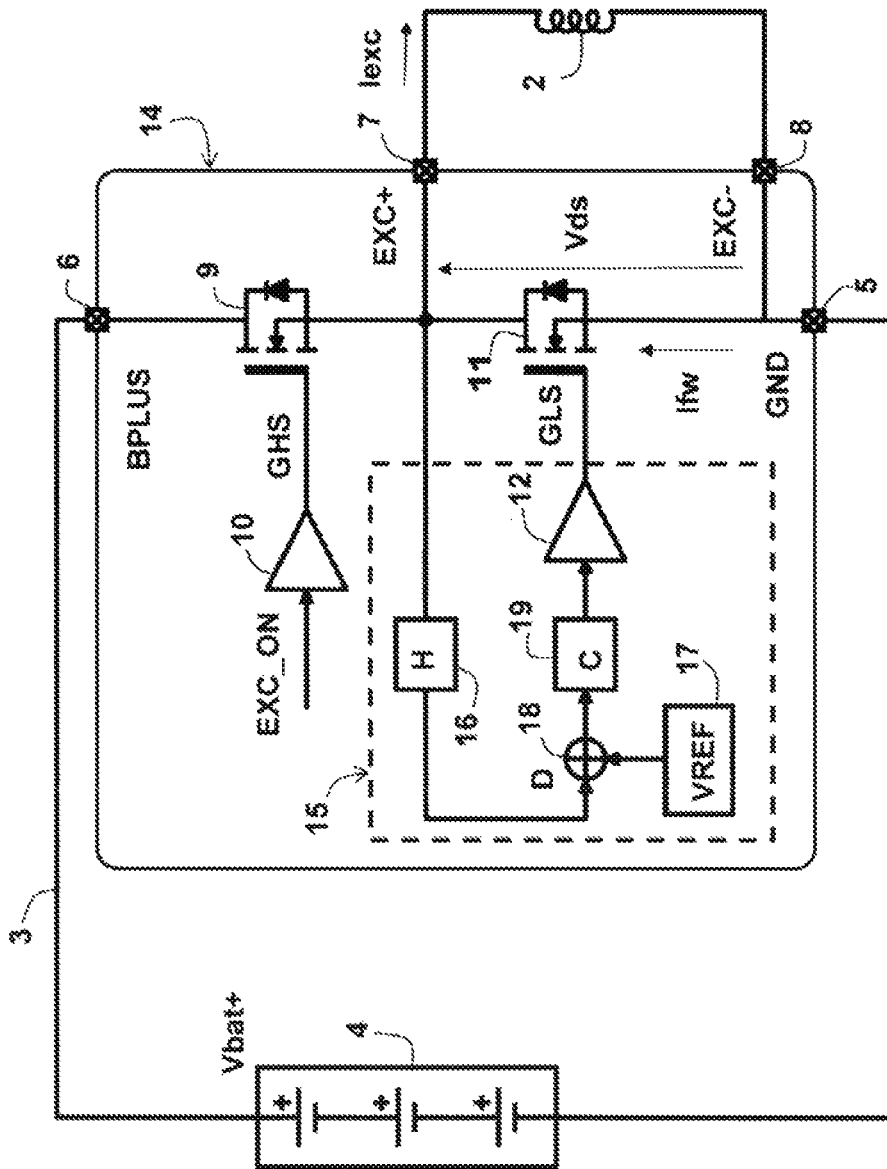 3
Vbat+
4
+
+
+
14
6
BPLUS
9
10
GHS
EXC_ON
EXC+
7
Iexc
2
15
H
16
11
GLS
12
Vds
EXC-
8
19
C
18
D
17
VREF
Ifw
GND
5